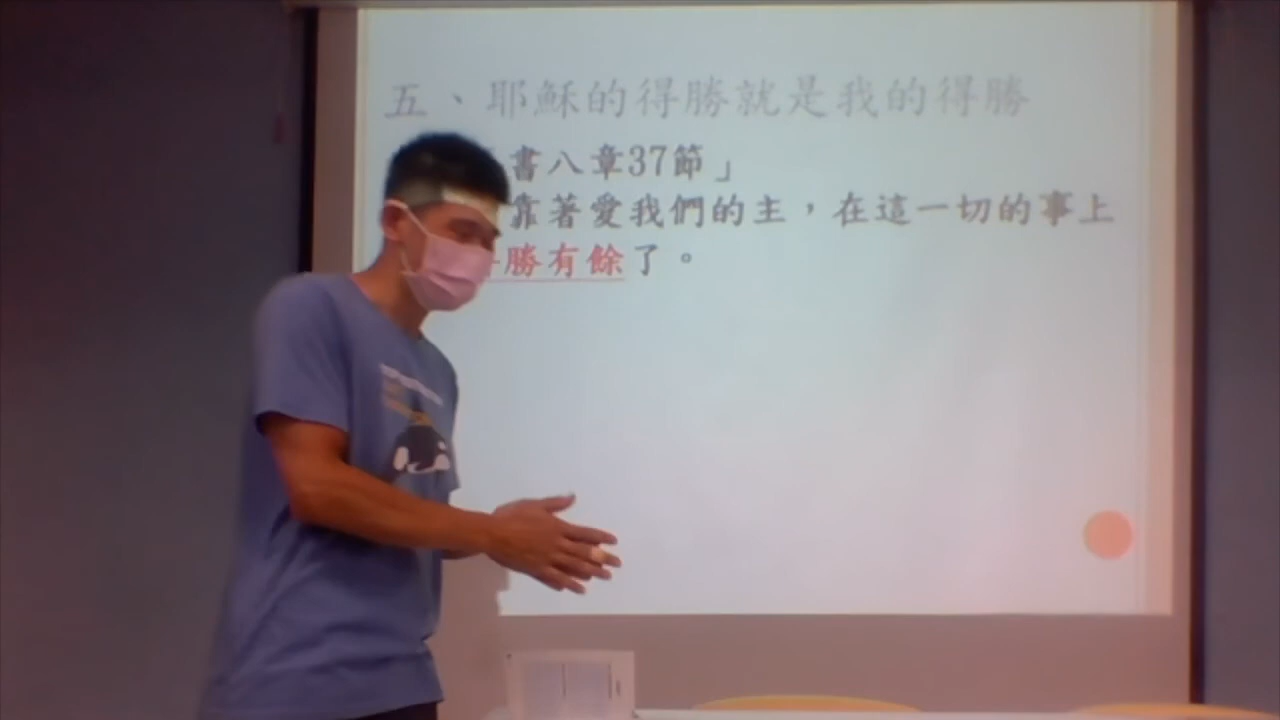 五、耶穌的得勝就是我的得勝
書八章37節」
靠著愛我們的主,在這一切的事上
勝有餘了。